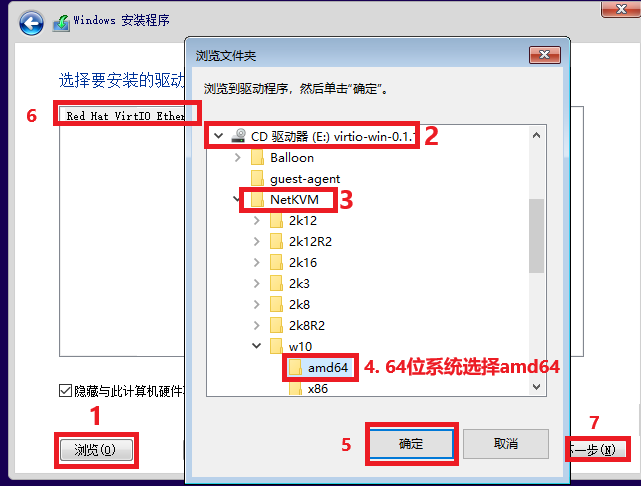 Windows 安装程序
选择要安装的驱动
6
Red Hat VirtIO Ether
隐藏与此计算机硬件
1
浏览(O)
浏览文件夹
浏览到驱动程序，然后单击“确定”。
CD 驱动器 (E:) virtio-win-0.1.
2
Balloon
guest-agent
NetKVM
3
2k12
2k12R2
2k16
2k3
2k8
2k8R2
w10
amd64
4. 64位系统选择amd64
x86
5
确定
取消
7
一步(N)